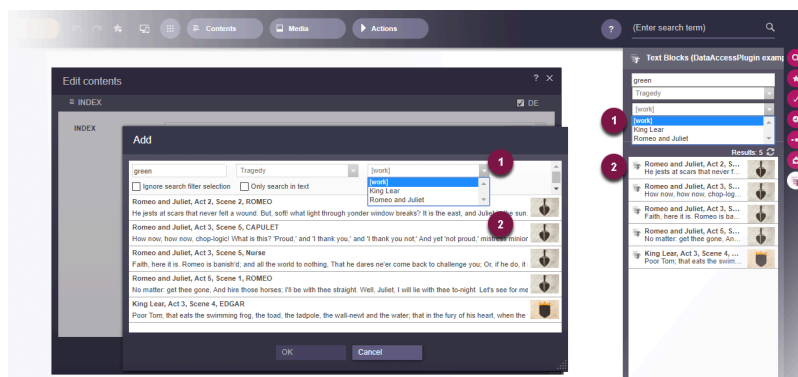 Contents
Media
Actions
?
(Enter search term)
Text Blocks (DataAccessPlugin examp
green
Tragedy
[work]
1
[work]
King Lear
Romeo and Juliet
Results: 5
2
Romeo and Juliet, Act 2, S...
He jests at scars that never f...
Romeo and Juliet, Act 3, S...
How now, how now, chop-log...
Romeo and Juliet, Act 3, S...
Faith, here it is. Romeo is ba...
Romeo and Juliet, Act 5, S...
No matter: get thee gone, An...
King Lear, Act 3, Scene 4, ...
Poor Tom; that eats the swim...
Edit contents
?
INDEX
DE
INDEX
Add
1
green
Tragedy
[work]
Ignore search filter selection
Only search in text
[work]
King Lear
Romeo and Juliet
2
Romeo and Juliet, Act 2, Scene 2, ROMEO
He jests at scars that never felt a wound. But, soft! what light through yonder window breaks? It is the east, and Juliet the sun.
Romeo and Juliet, Act 3, Scene 5, CAPULET
How now, how now, chop-logic! What is this? 'Proud,' and 'I thank you,' and 'I thank you not;' And yet 'not proud,' mistress minion
Romeo and Juliet, Act 3, Scene 5, Nurse
Faith, here it is. Romeo is banish'd; and all the world to nothing, That he dares ne'er come back to challenge you; Or, if he do, it
Romeo and Juliet, Act 5, Scene 1, ROMEO
No matter: get thee gone, And hire those horses; I'll be with thee straight. Well, Juliet, I will lie with thee to-night. Let's see for me
King Lear, Act 3, Scene 4, EDGAR
Poor Tom; that eats the swimming frog, the toad, the tadpole, the wall-newt and the water; that in the fury of his heart, when the
OK
Cancel